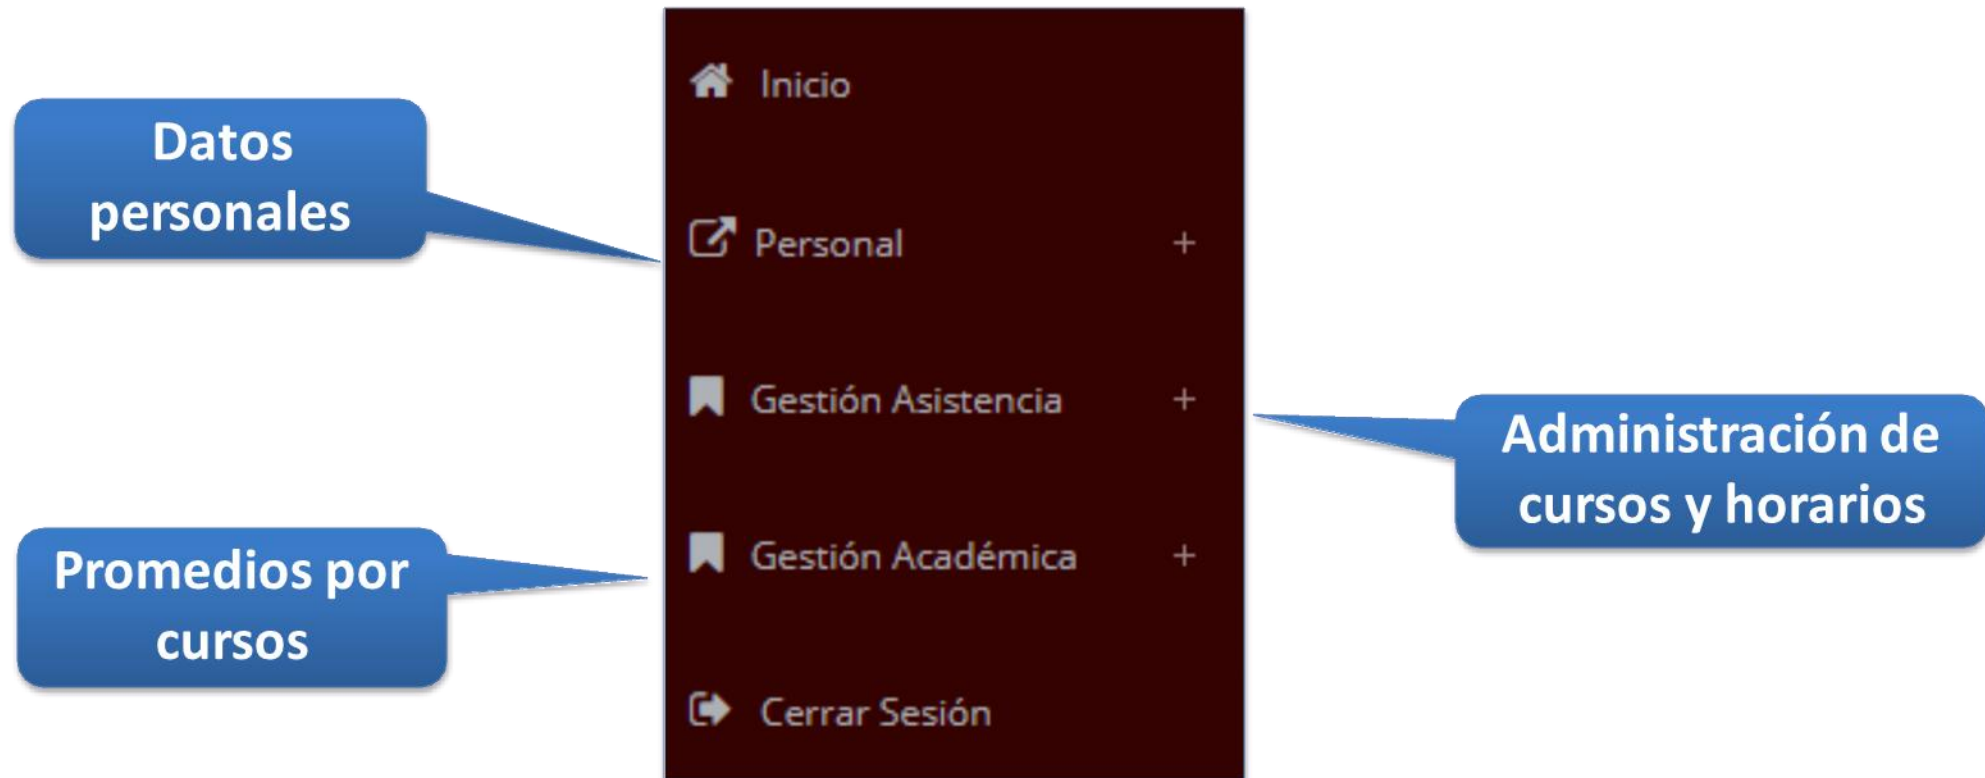 Inicio
Datos
personales
Personal +
Gestión Asistencia +
Administración de
cursos y horarios
Promedios por
cursos
Gestión Académica +
Cerrar Sesión